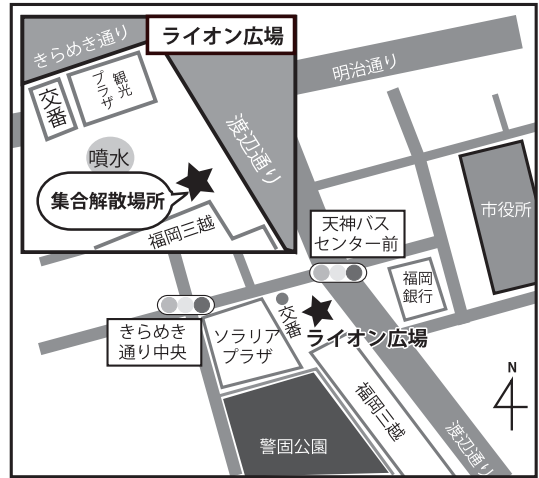 きらめき通り
ライオン広場
交番
観光
プラザ
渡辺通り
噴水
集合解散場所
福岡三越
明治通り
市役所
天神バス
センター前
福岡
銀行
きらめき
通り中央
交番
ソラリア
プラザ
ライオン広場
福岡三越
警固公園
渡辺通り
N